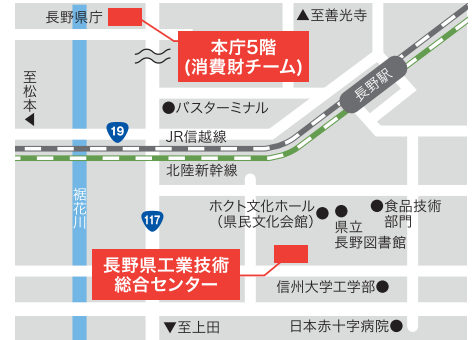 長野県庁
▲至善光寺
本庁5階
(消費財チーム)
至松本
◀
長野駅
●バスターミナル
19
JR信越線
北陸新幹線
裾花川
117
ホクト文化ホール
(県民文化会館)
県立
長野図書館
食品技術
部門
長野県工業技術
総合センター
信州大学工学部
▼至上田
日本赤十字病院